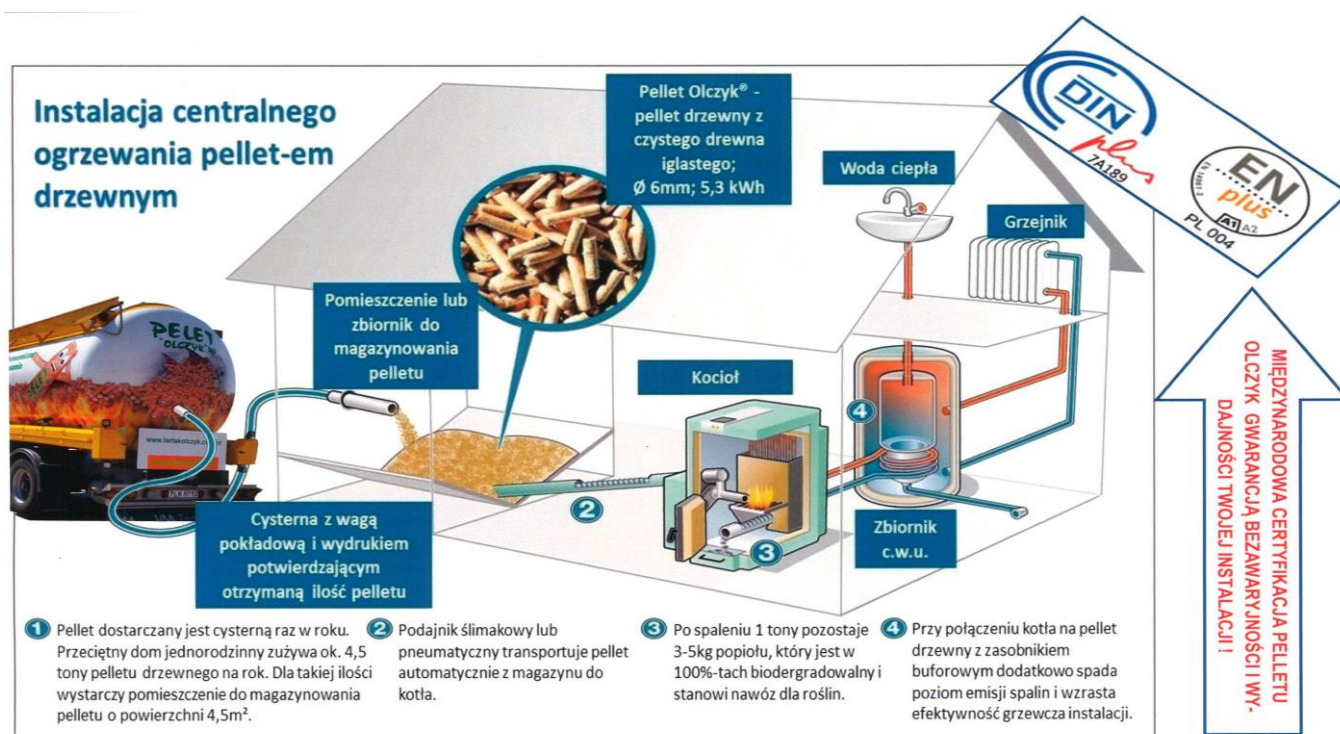 Instalacja centralnego
ogrzewania pellet-em
drzewnym
Pellet Olczyk® -
pellet drzewny z
czystego drewna
iglastego;
Ø 6mm; 5,3 kWh
Woda ciepła
Grzejnik
DIN
plus
7A189
EN
plus
A1 A2
PL 004
Pomieszczenie lub
zbiornik do
magazynowania
pelletu
Kocioł
PELET
OLCZYK
4
2
3
Zbiornik
c.w.u.
Cysterna z wagą
pokładową i wydrukiem
potwierdzającym
otrzymaną ilość pelletu
1 Pellet dostarczany jest cysterną raz w roku.
Przeciętny dom jednorodzinny zużywa ok. 4,5
tony pelletu drzewnego na rok. Dla takiej ilości
wystarczy pomieszczenie do magazynowania
pelletu o powierzchni 4,5m².
2 Podajnik ślimakowy lub
pneumatyczny transportuje pellet
automatycznie z magazynu do
kotła.
3 Po spaleniu 1 tony pozostaje
3-5kg popiołu, który jest w
100%-tach biodergradowalny i
stanowi nawóz dla roślin.
4 Przy połączeniu kotła na pellet
drzewny z zasobnikiem
buforowym dodatkowo spada
poziom emisji spalin i wzrasta
efektywność grzewcza instalacji.
MIĘDZYNARODOWA CERTYFIKACJA PELLETU
OLCZYK GWARANCJĄ BEZAWARYJNOŚCI I WY-
DAJNOŚCI TWOJEJ INSTALACJI !